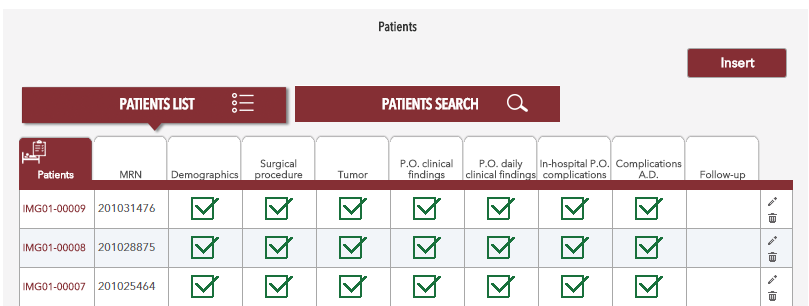 Patients
Insert
PATIENTS LIST
PATIENTS SEARCH
Patients
MRN
Demographics
Surgical
procedure
Tumor
P.O. clinical
findings
P.O. daily
clinical findings
In-hospital P.O.
complications
Complications
A.D.
Follow-up
IMG01-00009 201031476
IMG01-00008 201028875
IMG01-00007 201025464